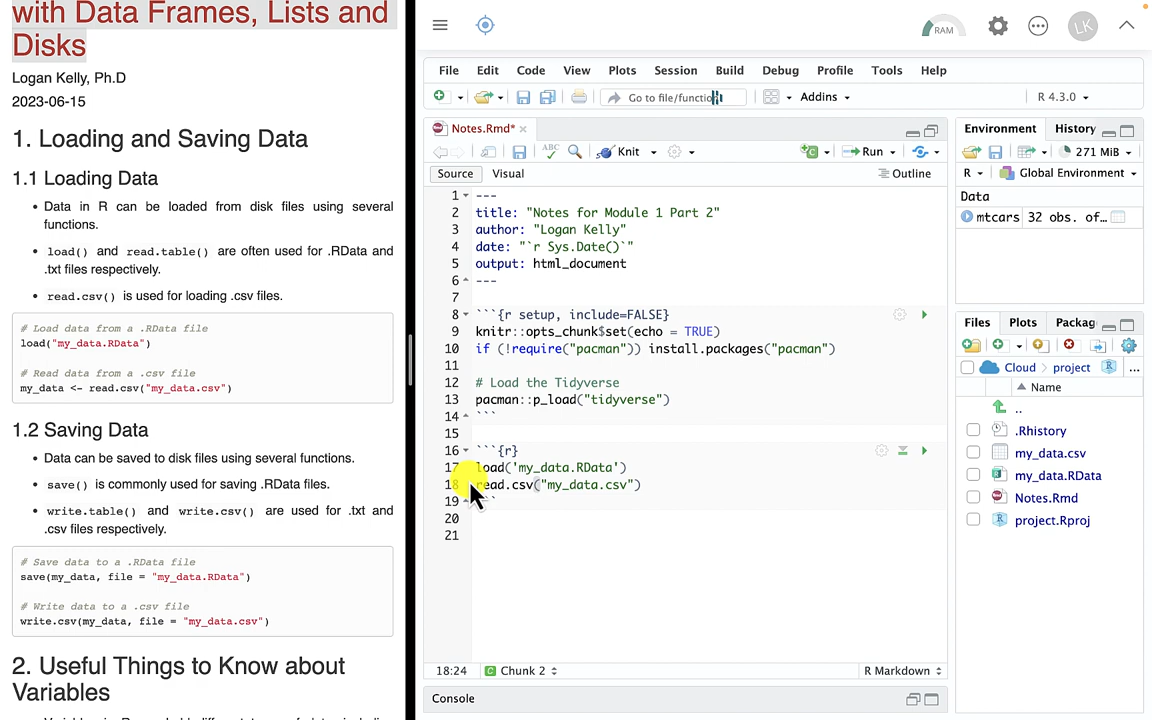 with Data Frames, Lists and
Disks
Logan Kelly, Ph.D
2023-06-15
1. Loading and Saving Data
1.1 Loading Data
• Data in R can be loaded from disk files using several
functions.
• load() and read.table() are often used for .RData and
.txt files respectively.
• read.csv() is used for loading .csv files.
# Load data from a .RData file
load("my_data.RData")
# Read data from a .csv file
my_data <- read.csv("my_data.csv")
1.2 Saving Data
• Data can be saved to disk files using several functions.
• save() is commonly used for saving .RData files.
• write.table() and write.csv() are used for .txt and
.csv files respectively.
# Save data to a .RData file
save(my_data, file = "my_data.RData")
# Write data to a .csv file
write.csv(my_data, file = "my_data.csv")
2. Useful Things to Know about
Variables
RAM
LK
File Edit Code View Plots Session Build Debug Profile Tools Help
Go to file/function
Addins
R 4.3.0
Notes.Rmd*
ABC
Knit
Run
Source Visual
Outline
1 ---
2 title: "Notes for Module 1 Part 2"
3 author: "Logan Kelly"
4 date: "`r Sys.Date()`"
5 output: html_document
6 ---
7
8 ```{r setup, include=FALSE}
9 knitr::opts_chunk$set(echo = TRUE)
10 if (!require("pacman")) install.packages("pacman")
11
12 # Load the Tidyverse
13 pacman::p_load("tidyverse")
14 ```
15
16 ```{r}
17 load('my_data.RData')
18 read.csv("my_data.csv")
19 ```
20
21
18:24 C Chunk 2
R Markdown
Console
Environment History
271 MiB
R Global Environment
Data
mtcars 32 obs. of…
Files Plots Packag
Cloud project R ...
Name
..
.Rhistory
my_data.csv
my_data.RData
Notes.Rmd
project.Rproj